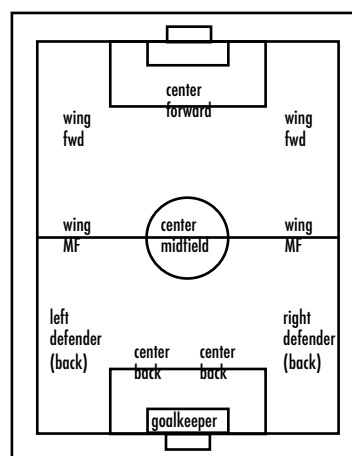 center
forward
wing
fwd
wing
fwd
wing
MF
center
midfield
wing
MF
left
defender
(back)
right
defender
(back)
center
back
center
back
goalkeeper